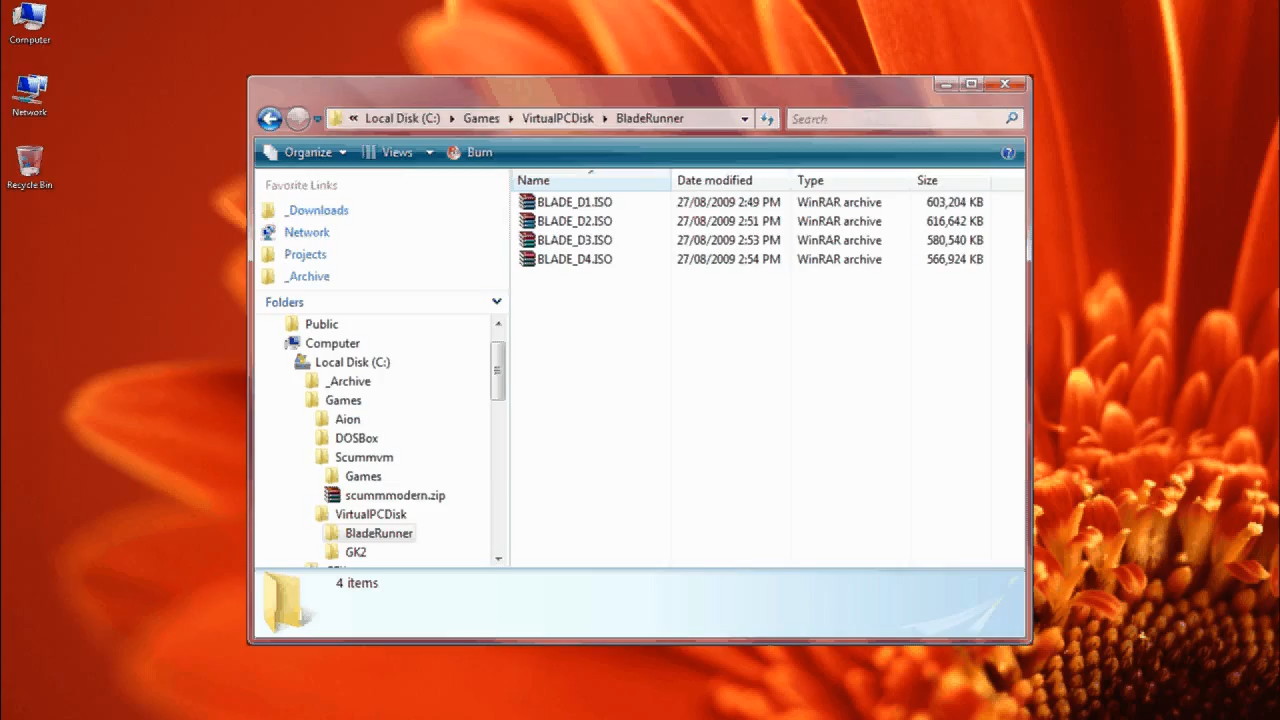 Computer
Network
Recycle Bin
« Local Disk (C:) Games VirtualPCDisk BladeRunner
Search
Organize Views Burn
Favorite Links
_Downloads
Network
Projects
_Archive
Folders
Public
Computer
Local Disk (C:)
_Archive
Games
Aion
DOSBox
Scummvm
Games
scummmodern.zip
VirtualPCDisk
BladeRunner
GK2
Name Date modified Type Size
BLADE_D1.ISO 27/08/2009 2:49 PM WinRAR archive 603,204 KB
BLADE_D2.ISO 27/08/2009 2:51 PM WinRAR archive 616,642 KB
BLADE_D3.ISO 27/08/2009 2:53 PM WinRAR archive 580,540 KB
BLADE_D4.ISO 27/08/2009 2:54 PM WinRAR archive 566,924 KB
4 items